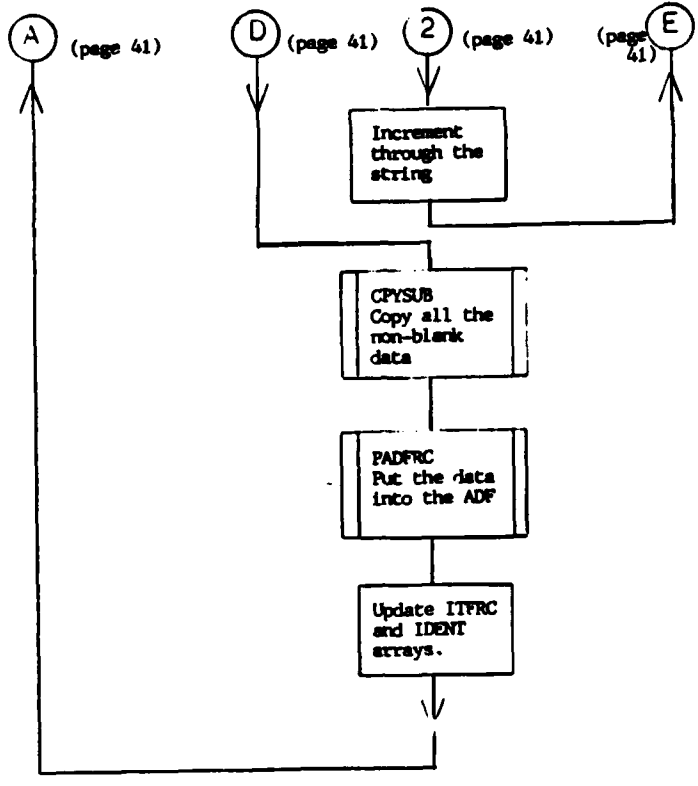 A
(page 41)
D
(page 41)
2
(page 41)
(page
41)
E
Increment
through the
string
CPYSUB
Copy all the
non-blank
data
PADFRC
Put the data
into the ADF
Update ITFRC
and IDENT
arrays.